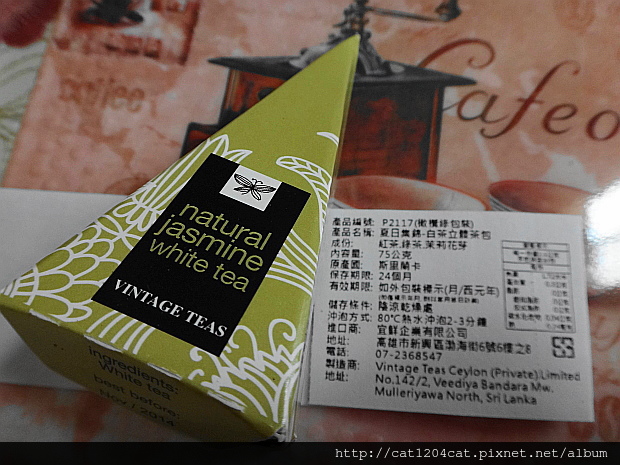 coffee
Cafeo
natural
jasmine
white tea
VINTAGE TEAS
ingredients:
White tea
best before:
Nov / 2014
產品編號: P2117(橄欖綠包裝)
產品名稱: 夏日集錦-白茶立體茶包
成份: 紅茶.綠茶.茉莉花芽
內容量: 75公克
原產國: 斯里蘭卡
保存期限: 24個月
有效期限: 如外包裝標示(月/西元年)
儲存條件: 陰涼乾燥處
沖泡方式: 80℃熱水沖泡2-3分鐘
進口商: 宜鮮企業有限公司
地址: 高雄市新興區渤海街6號6樓之8
電話: 07-2368547
製造商: Vintage Teas Ceylon (Private) Limited
地址: No.142/2, Veediya Bandara Mw.
Mulleriyawa North, Sri Lanka
http://cat1204cat.pixnet.net/album